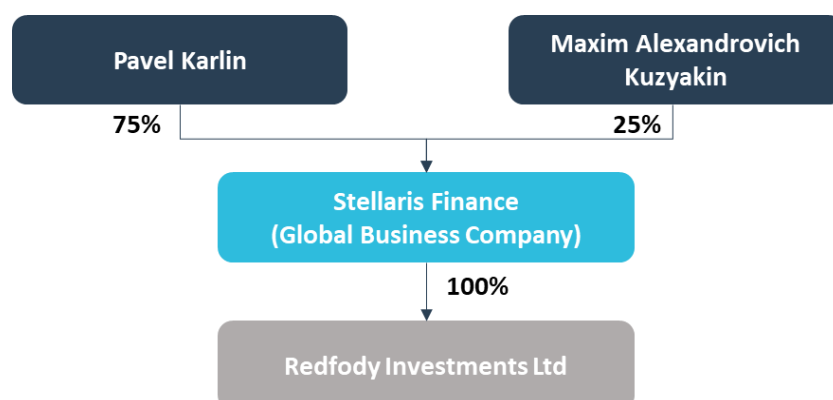 Pavel Karlin
Maxim Alexandrovich
Kuzyakin
75%
25%
Stellaris Finance
(Global Business Company)
100%
Redfody Investments Ltd